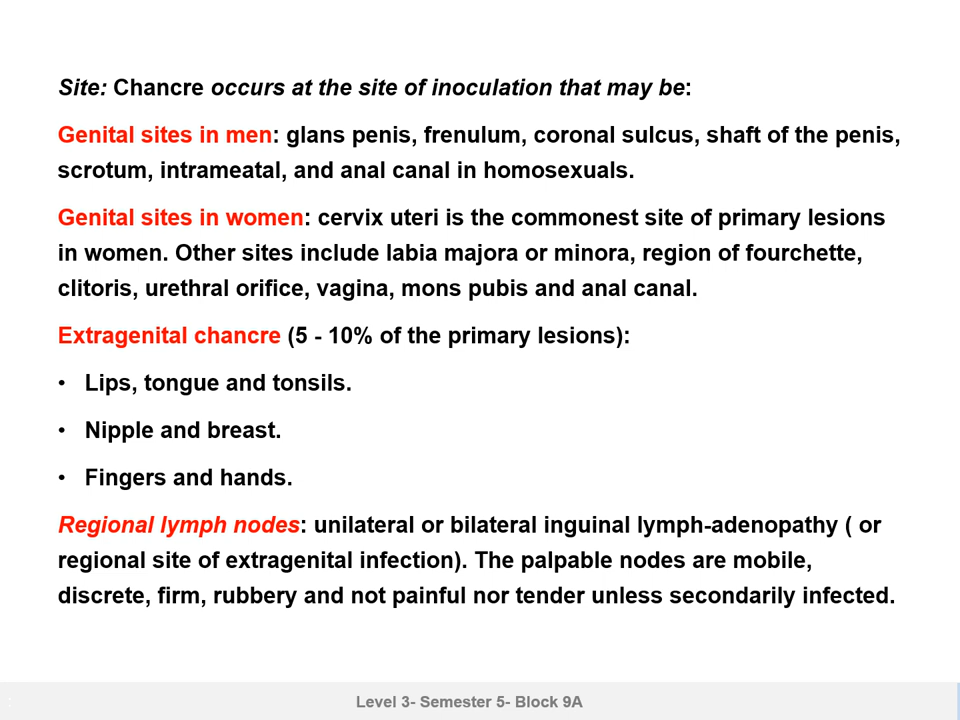 Site: Chancre occurs at the site of inoculation that may be:
Genital sites in men: glans penis, frenulum, coronal sulcus, shaft of the penis,
scrotum, intrameatal, and anal canal in homosexuals.
Genital sites in women: cervix uteri is the commonest site of primary lesions
in women. Other sites include labia majora or minora, region of fourchette,
clitoris, urethral orifice, vagina, mons pubis and anal canal.
Extragenital chancre (5 - 10% of the primary lesions):
• Lips, tongue and tonsils.
• Nipple and breast.
• Fingers and hands.
Regional lymph nodes: unilateral or bilateral inguinal lymph-adenopathy ( or
regional site of extragenital infection). The palpable nodes are mobile,
discrete, firm, rubbery and not painful nor tender unless secondarily infected.
Level 3- Semester 5- Block 9A